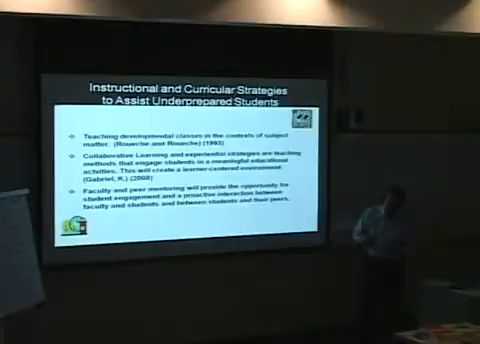 Instructional and Curricular Strategies
to Assist Underprepared Students
Teaching developmental classes in the contexts of subject
matter. (Roueche and Roueche) (1993)
Collaborative Learning and experiential strategies are teaching
methods that engage students in a meaningful educational
activities. This will create a learner-centered environment
(Gabriel, K.) (2008)
Faculty and peer mentoring will provide the opportunity for
student engagement and a proactive interaction between
faculty and students and between students and their peers.